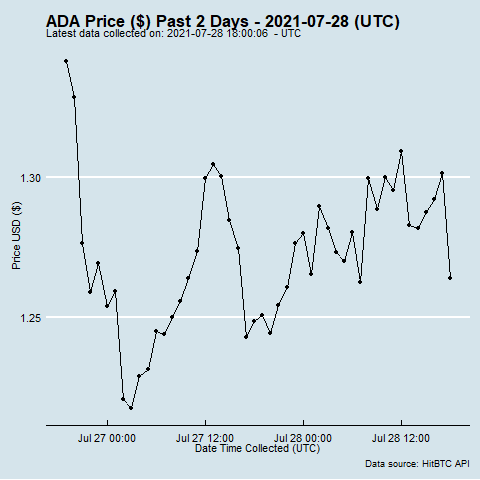 ADA Price ($) Past 2 Days - 2021-07-28 (UTC)
Latest data collected on: 2021-07-28 18:00:06 - UTC
1.30
1.25
Price USD ($)
Jul 27 00:00 Jul 27 12:00 Jul 28 00:00 Jul 28 12:00
Date Time Collected (UTC)
Data source: HitBTC API